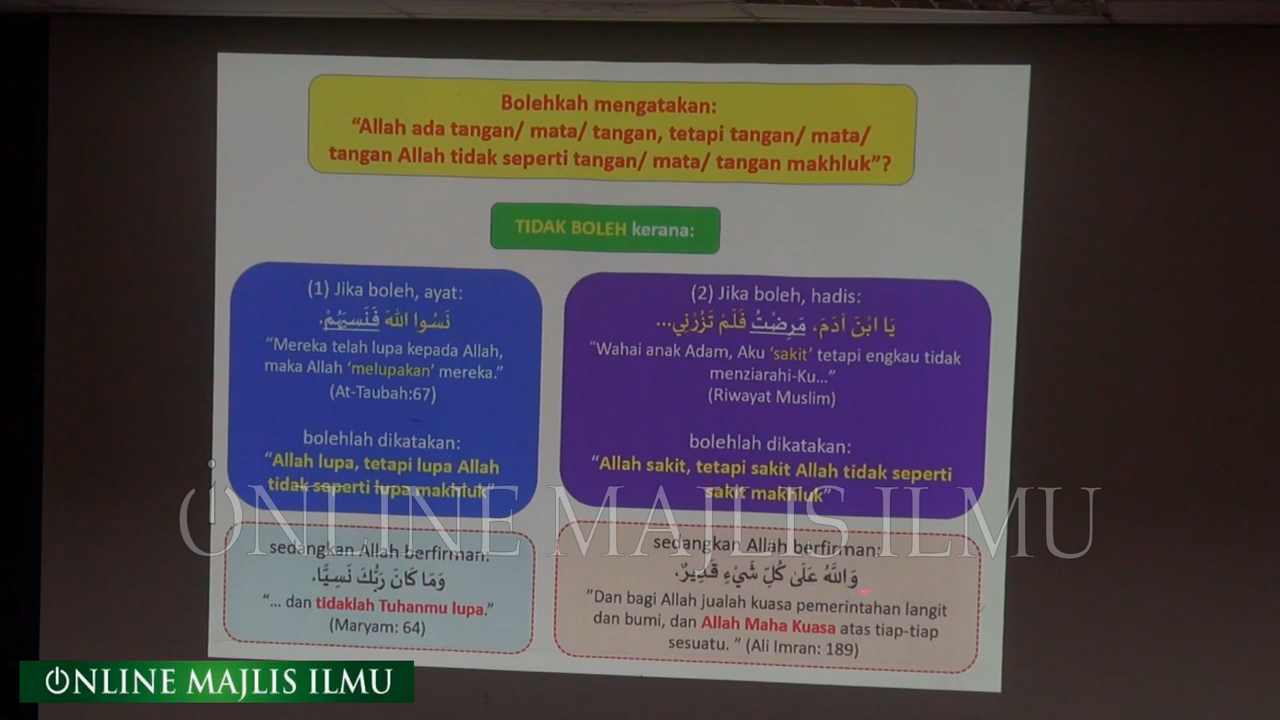 Bolehkah mengatakan:
“Allah ada tangan/ mata/ tangan, tetapi tangan/ mata/
tangan Allah tidak seperti tangan/ mata/ tangan makhluk”?
TIDAK BOLEH kerana:
(1) Jika boleh, ayat:
نَسُوا اللهَ فَنَسِيَهُمْ.
“Mereka telah lupa kepada Allah,
maka Allah ‘melupakan’ mereka.”
(At-Taubah:67)
bolehlah dikatakan:
“Allah lupa, tetapi lupa Allah
tidak seperti lupa makhluk”
sedangkan Allah berfirman:
وَمَا كَانَ رَبُّكَ نَسِيًّا.
“... dan tidaklah Tuhanmu lupa.”
(Maryam: 64)
(2) Jika boleh, hadis:
يَا ابْنَ آدَمَ، مَرِضْتُ فَلَمْ تَزُرْنِي...
“Wahai anak Adam, Aku ‘sakit’ tetapi engkau tidak
menziarahi-Ku...”
(Riwayat Muslim)
bolehlah dikatakan:
“Allah sakit, tetapi sakit Allah tidak seperti
sakit makhluk”
sedangkan Allah berfirman:
وَاللَّهُ عَلَىٰ كُلِّ شَيْءٍ قَدِيرٌ.
”Dan bagi Allah jualah kuasa pemerintahan langit
dan bumi, dan Allah Maha Kuasa atas tiap-tiap
sesuatu. ” (Ali Imran: 189)
ONLINE MAJLIS ILMU
ONLINE MAJLIS ILMU